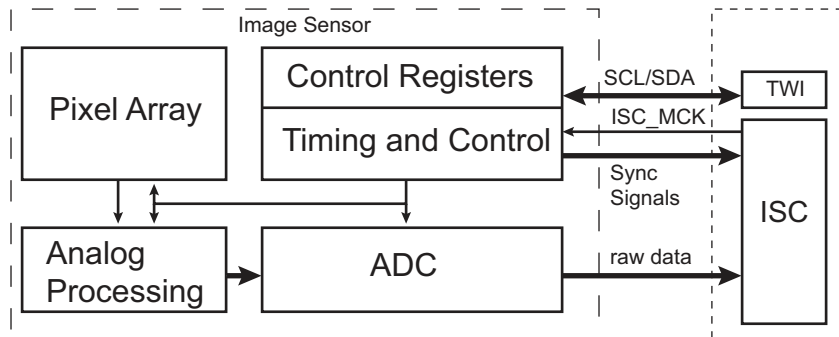 Image Sensor
Pixel Array
Control Registers
Timing and Control
SCL/SDA
TWI
ISC_MCK
Sync
Signals
ISC
Analog
Processing
ADC
raw data